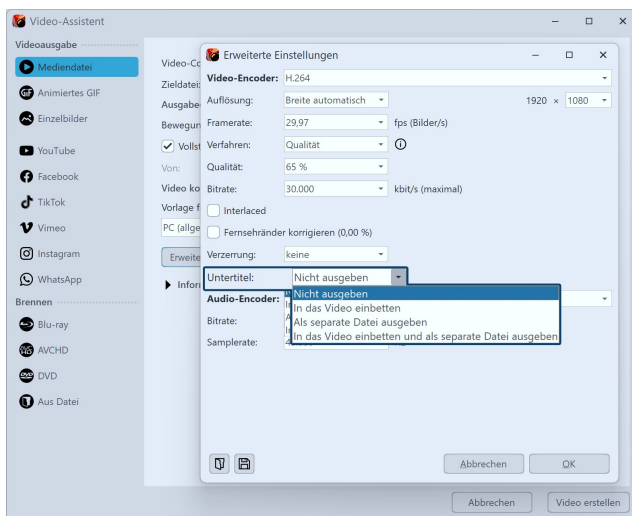 Video-Assistent
Videoausgabe
Mediendatei
GIF Animiertes GIF
Einzelbilder
YouTube
Facebook
TikTok
Vimeo
Instagram
WhatsApp
Brennen
Blu-ray
AVCHD
DVD
Aus Datei
Zieldatei:
Ausgabe
Von:
Video ko
Vorlage f
PC (allge
Erweite
Infor
Erweiterte Einstellungen
Video-Encoder: H.264
Auflösung: Breite automatisch 1920 × 1080
Framerate: 29,97 fps (Bilder/s)
Verfahren: Qualität
Qualität: 65 %
Bitrate: 30.000 kbit/s (maximal)
Interlaced
Fernsehränder korrigieren (0,00 %)
Verzerrung: keine
Untertitel: Nicht ausgeben
Nicht ausgeben
In das Video einbetten
Als separate Datei ausgeben
In das Video einbetten und als separate Datei ausgeben
Audio-Encoder:
Bitrate:
Samplerate:
Abbrechen OK
Abbrechen Video erstellen